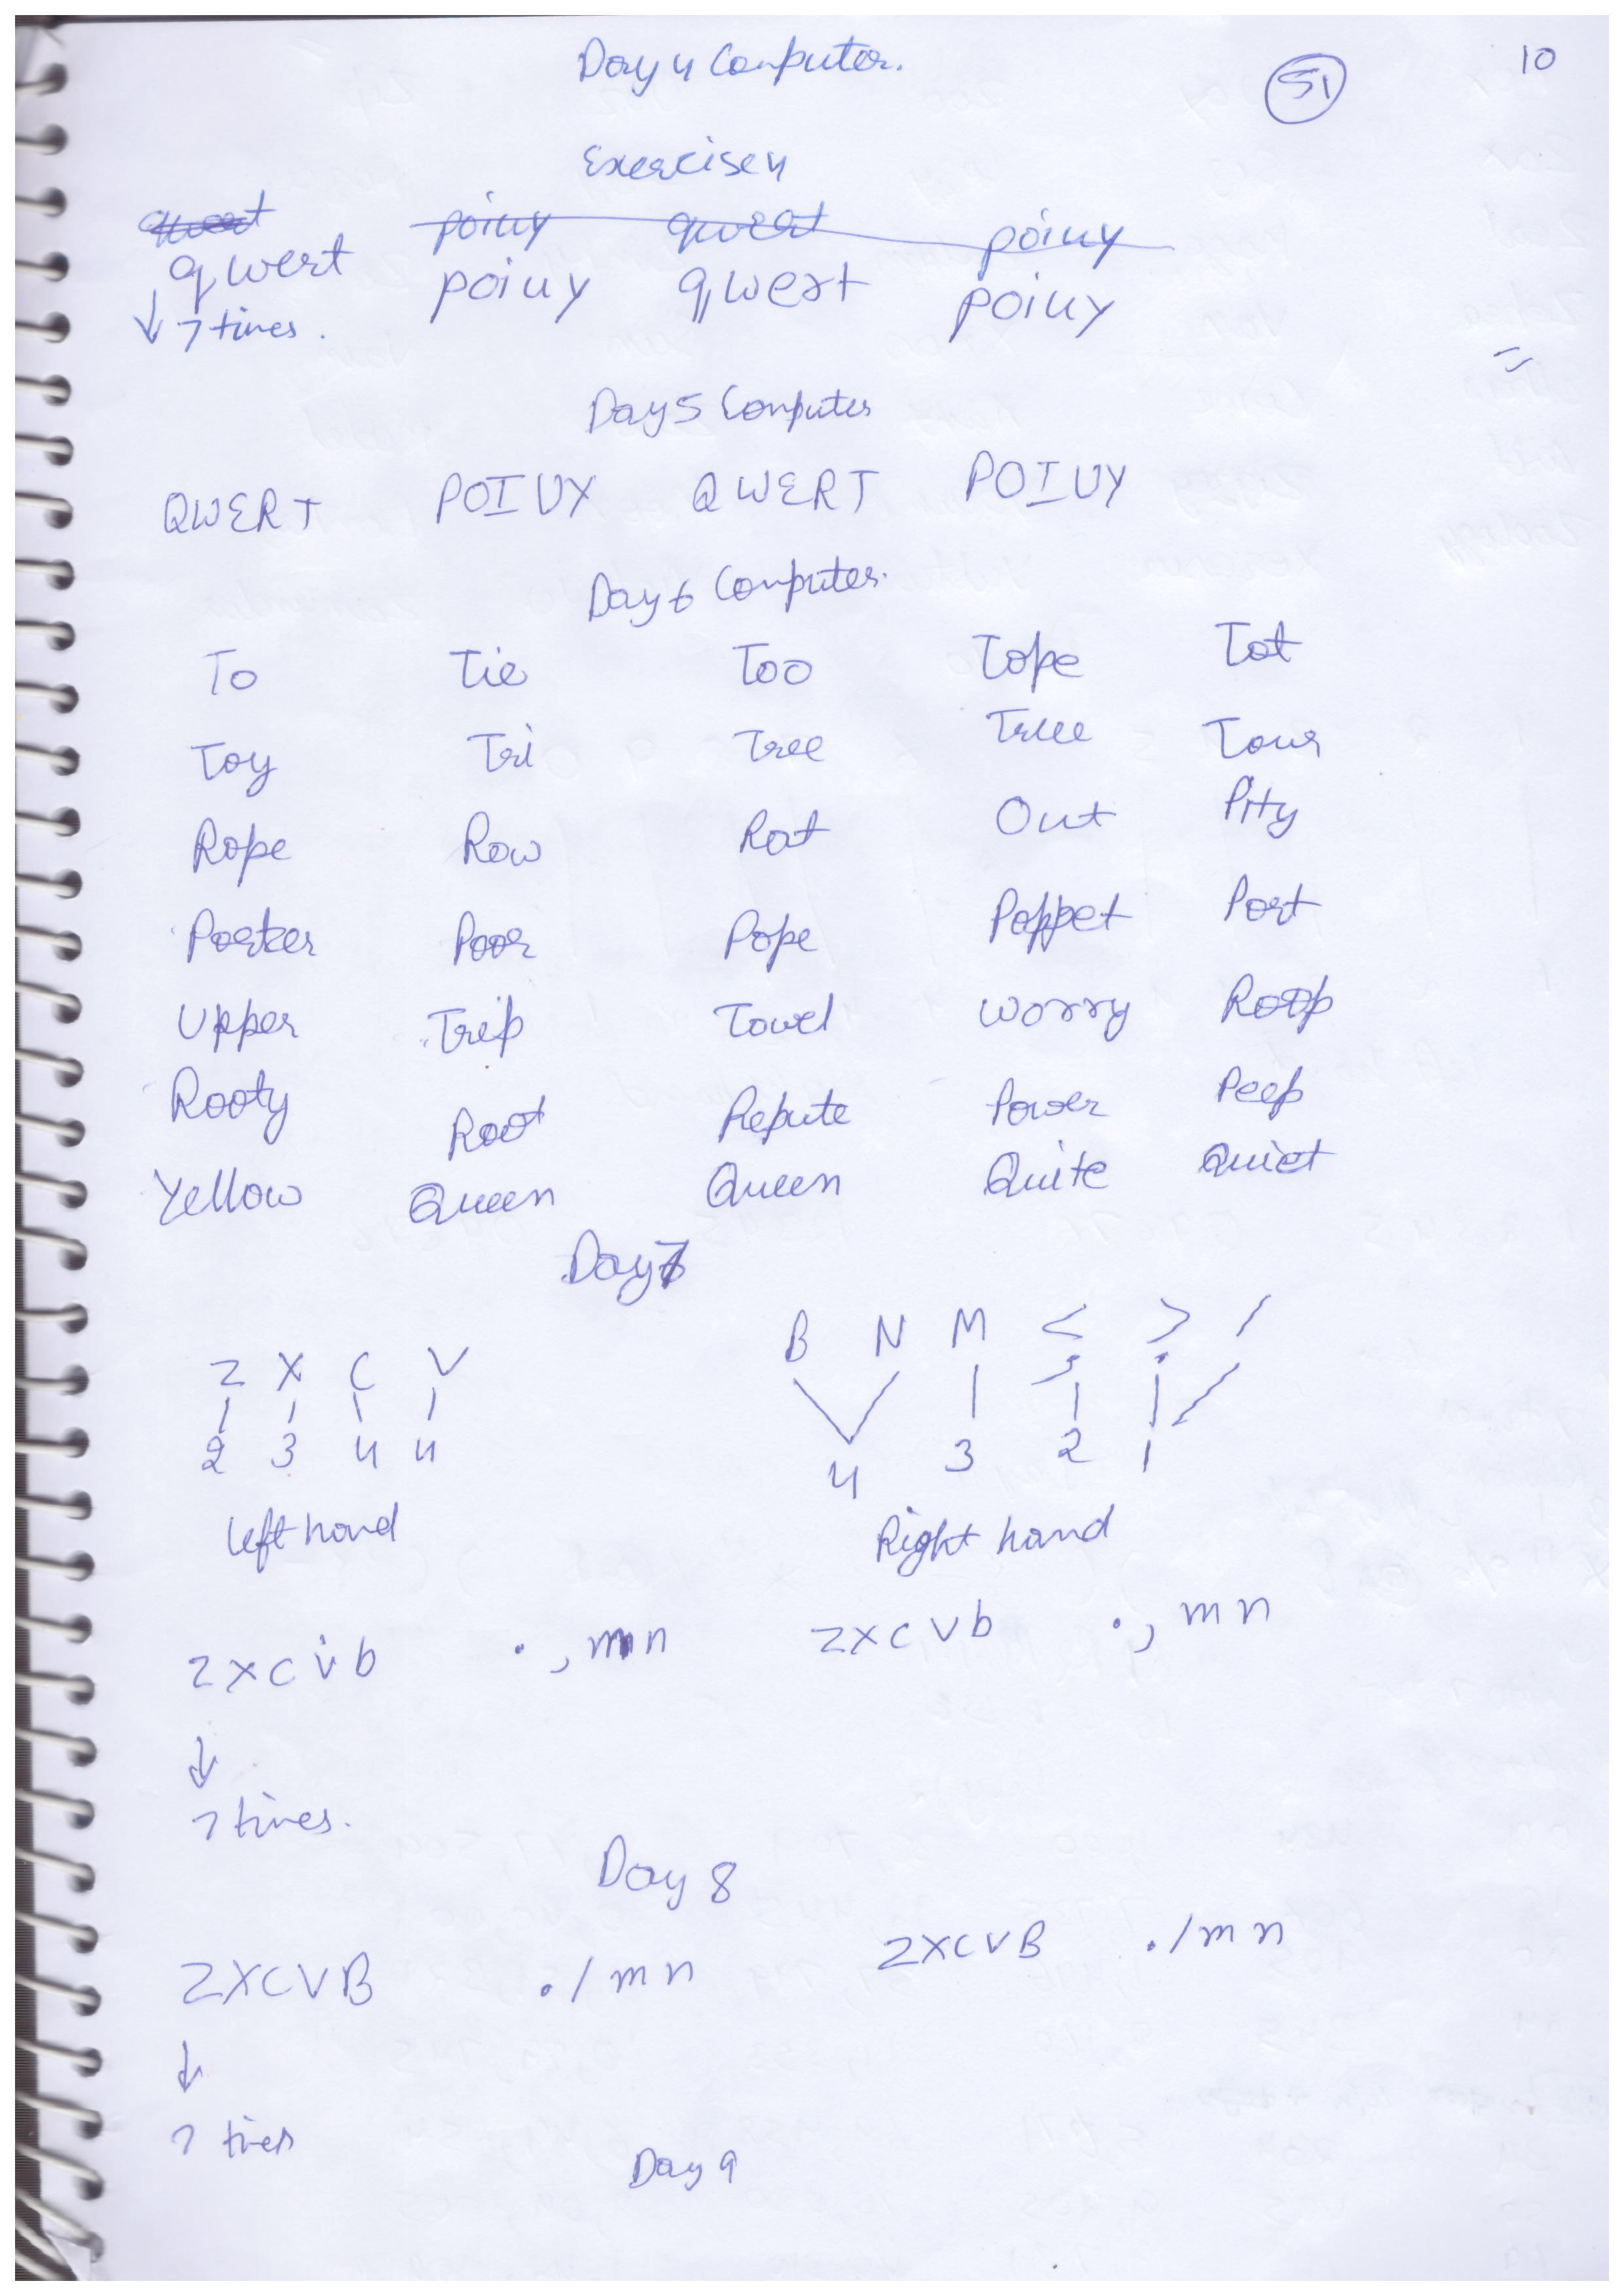 Day 4 Computer. 51 10
Exercise 4
qwert poiuy qwert poiuy
qwert poiuy qwert poiuy
↓ 7 times.
Day 5 Computer
QWERT POIUY QWERT POIUY
Day 6 Computer.
To Tie Too Tope Tot
Toy Tri Tree True Tour
Rope Row Rot Out Pity
Porter Poor Pope Poppet Port
Upper Trip Towel worry Roop
Rooty Root Repute Power Peep
Yellow Queen Queen Quite Quiet
Day 7
B N M < > /
Z X C V , .
2 3 4 4 4 3 2 1
left hand Right hand
zxcvb ., mn zxcvb ., mn
↓
7 times.
Day 8
ZXCVB ./mn ZXCVB ./mn
↓
7 times
Day 9